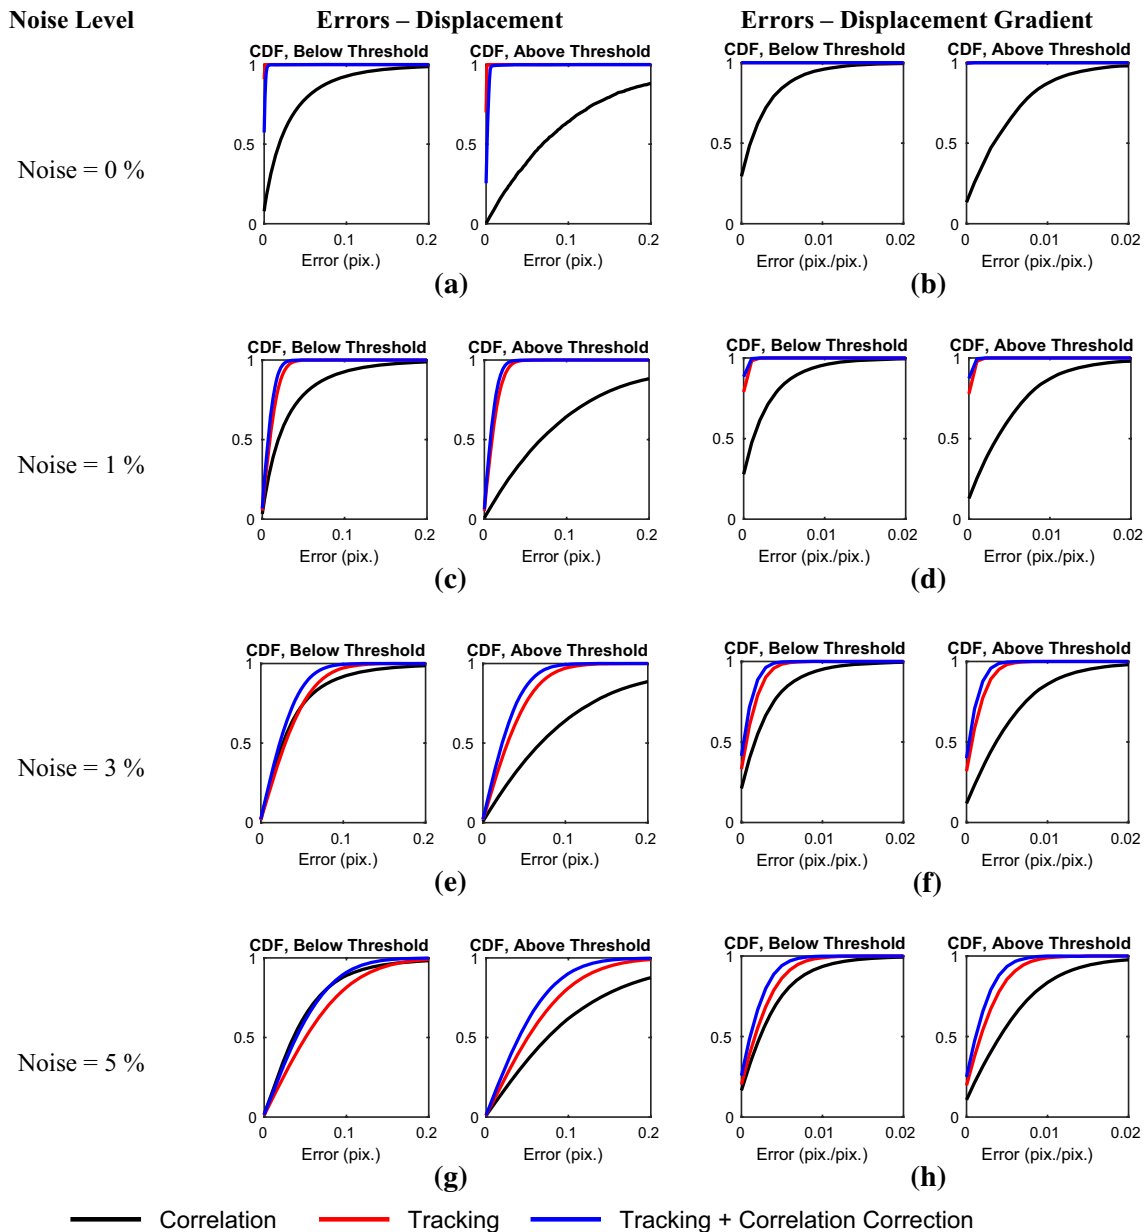 Noise Level
Errors – Displacement
Errors – Displacement Gradient
Noise = 0 %
CDF, Below Threshold
1
0.5
0
0 0.1 0.2
Error (pix.)
CDF, Above Threshold
1
0.5
0
0 0.1 0.2
Error (pix.)
(a)
CDF, Below Threshold
1
0.5
0
0 0.01 0.02
Error (pix./pix.)
CDF, Above Threshold
1
0.5
0
0 0.01 0.02
Error (pix./pix.)
(b)
Noise = 1 %
CDF, Below Threshold
1
0.5
0
0 0.1 0.2
Error (pix.)
CDF, Above Threshold
1
0.5
0
0 0.1 0.2
Error (pix.)
(c)
CDF, Below Threshold
1
0.5
0
0 0.01 0.02
Error (pix./pix.)
CDF, Above Threshold
1
0.5
0
0 0.01 0.02
Error (pix./pix.)
(d)
Noise = 3 %
CDF, Below Threshold
1
0.5
0
0 0.1 0.2
Error (pix.)
CDF, Above Threshold
1
0.5
0
0 0.1 0.2
Error (pix.)
(e)
CDF, Below Threshold
1
0.5
0
0 0.01 0.02
Error (pix./pix.)
CDF, Above Threshold
1
0.5
0
0 0.01 0.02
Error (pix./pix.)
(f)
Noise = 5 %
CDF, Below Threshold
1
0.5
0
0 0.1 0.2
Error (pix.)
CDF, Above Threshold
1
0.5
0
0 0.1 0.2
Error (pix.)
(g)
CDF, Below Threshold
1
0.5
0
0 0.01 0.02
Error (pix./pix.)
CDF, Above Threshold
1
0.5
0
0 0.01 0.02
Error (pix./pix.)
(h)
Correlation
Tracking
Tracking + Correlation Correction